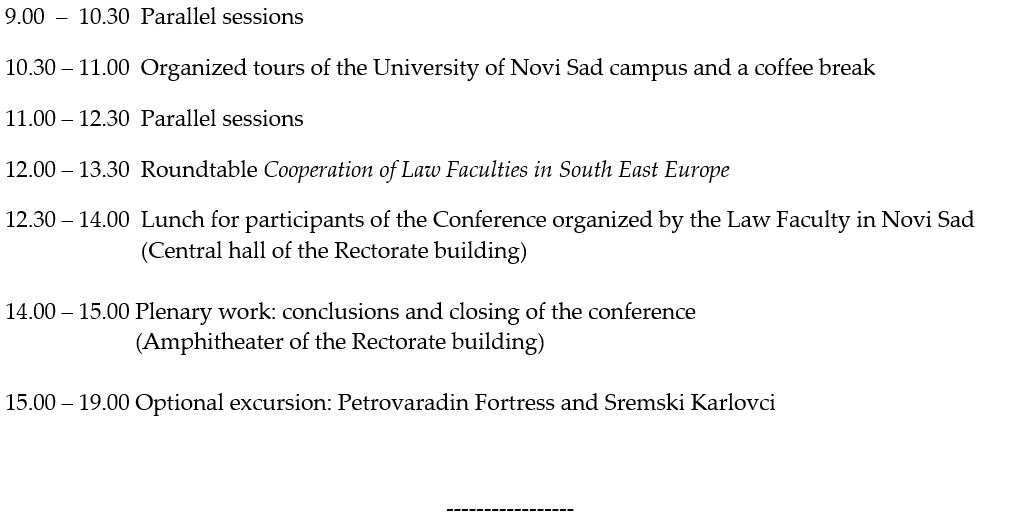 9.00 – 10.30 Parallel sessions
10.30 – 11.00 Organized tours of the University of Novi Sad campus and a coffee break
11.00 – 12.30 Parallel sessions
12.00 – 13.30 Roundtable Cooperation of Law Faculties in South East Europe
12.30 – 14.00 Lunch for participants of the Conference organized by the Law Faculty in Novi Sad
(Central hall of the Rectorate building)
14.00 – 15.00 Plenary work: conclusions and closing of the conference
(Amphitheater of the Rectorate building)
15.00 – 19.00 Optional excursion: Petrovaradin Fortress and Sremski Karlovci
-----------------